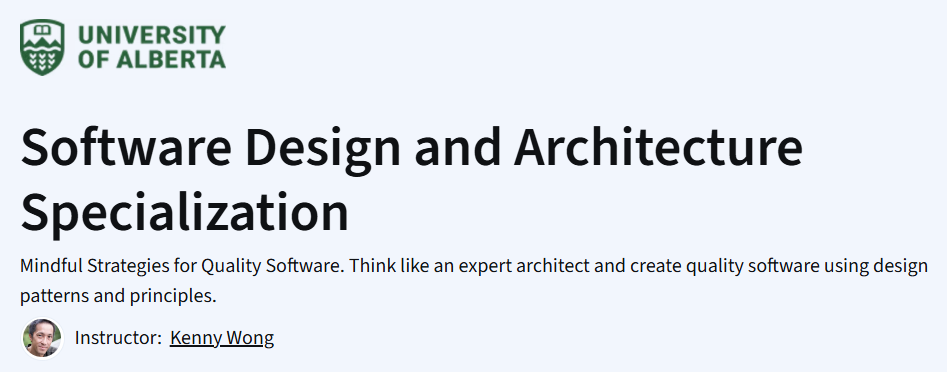 UNIVERSITY
OF ALBERTA
Software Design and Architecture
Specialization
Mindful Strategies for Quality Software. Think like an expert architect and create quality software using design
patterns and principles.
Instructor: Kenny Wong